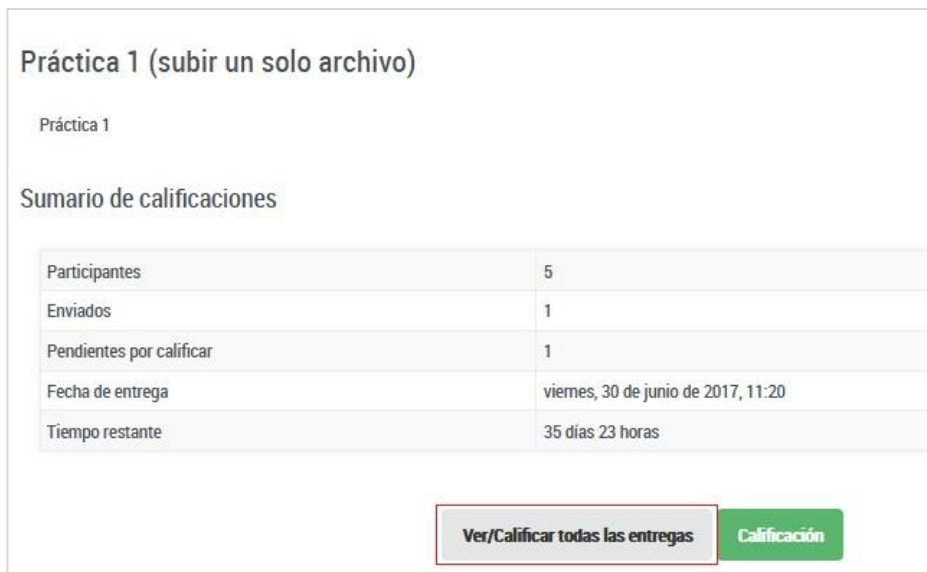 Práctica 1 (subir un solo archivo)
Práctica 1
Sumario de calificaciones
Participantes 5
Enviados 1
Pendientes por calificar 1
Fecha de entrega viernes, 30 de junio de 2017, 11:20
Tiempo restante 35 días 23 horas
Ver/Calificar todas las entregas Calificación